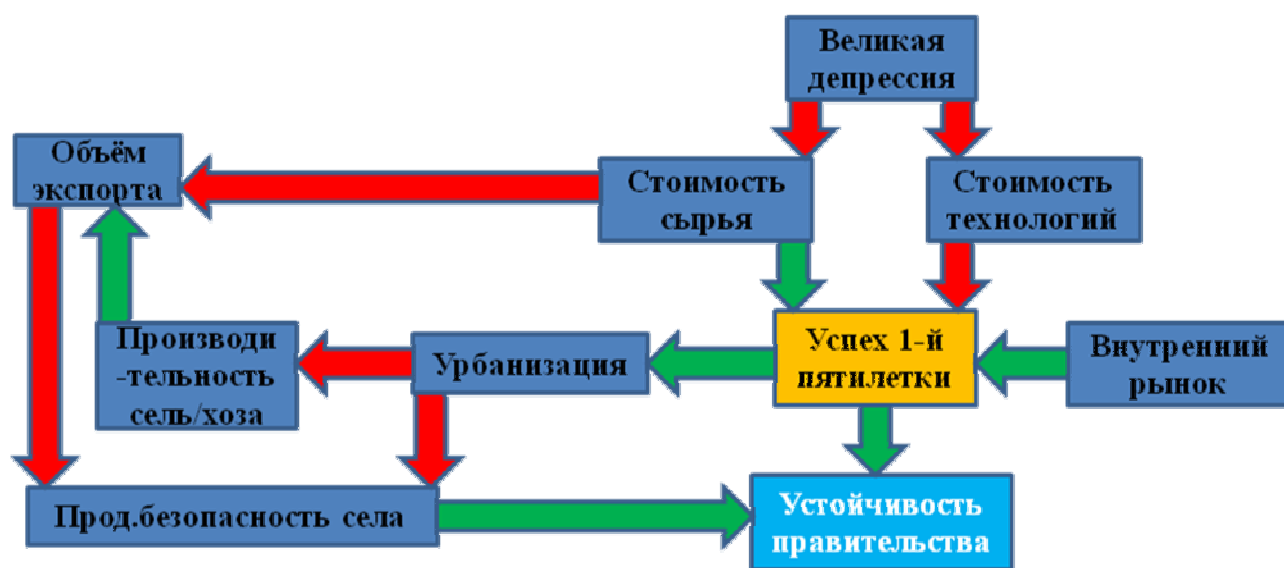 Великая
депрессия
Объём
экспорта
Стоимость
сырья
Стоимость
технологий
Производи
-тельность
сель/хоза
Урбанизация
Успех 1-й
пятилетки
Внутренний
рынок
Прод.безопасность села
Устойчивость
правительства